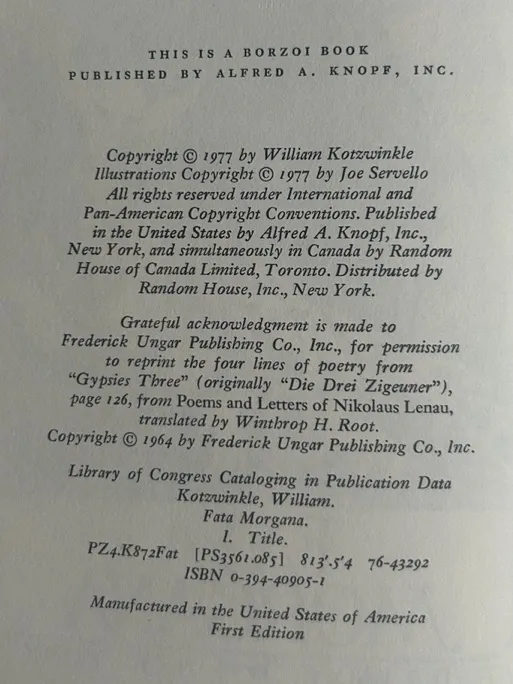 THIS IS A BORZOI BOOK
PUBLISHED BY ALFRED A. KNOPF, INC.
Copyright © 1977 by William Kotzwinkle
Illustrations Copyright © 1977 by Joe Servello
All rights reserved under International and
Pan-American Copyright Conventions. Published
in the United States by Alfred A. Knopf, Inc.,
New York, and simultaneously in Canada by Random
House of Canada Limited, Toronto. Distributed by
Random House, Inc., New York.
Grateful acknowledgment is made to
Frederick Ungar Publishing Co., Inc., for permission
to reprint the four lines of poetry from
“Gypsies Three” (originally “Die Drei Zigeuner”),
page 126, from Poems and Letters of Nikolaus Lenau,
translated by Winthrop H. Root.
Copyright © 1964 by Frederick Ungar Publishing Co., Inc.
Library of Congress Cataloging in Publication Data
Kotzwinkle, William.
Fata Morgana.
I. Title.
PZ4.K872Fat [PS3561.085] 813'.5'4 76-43292
ISBN 0-394-40905-1
Manufactured in the United States of America
First Edition